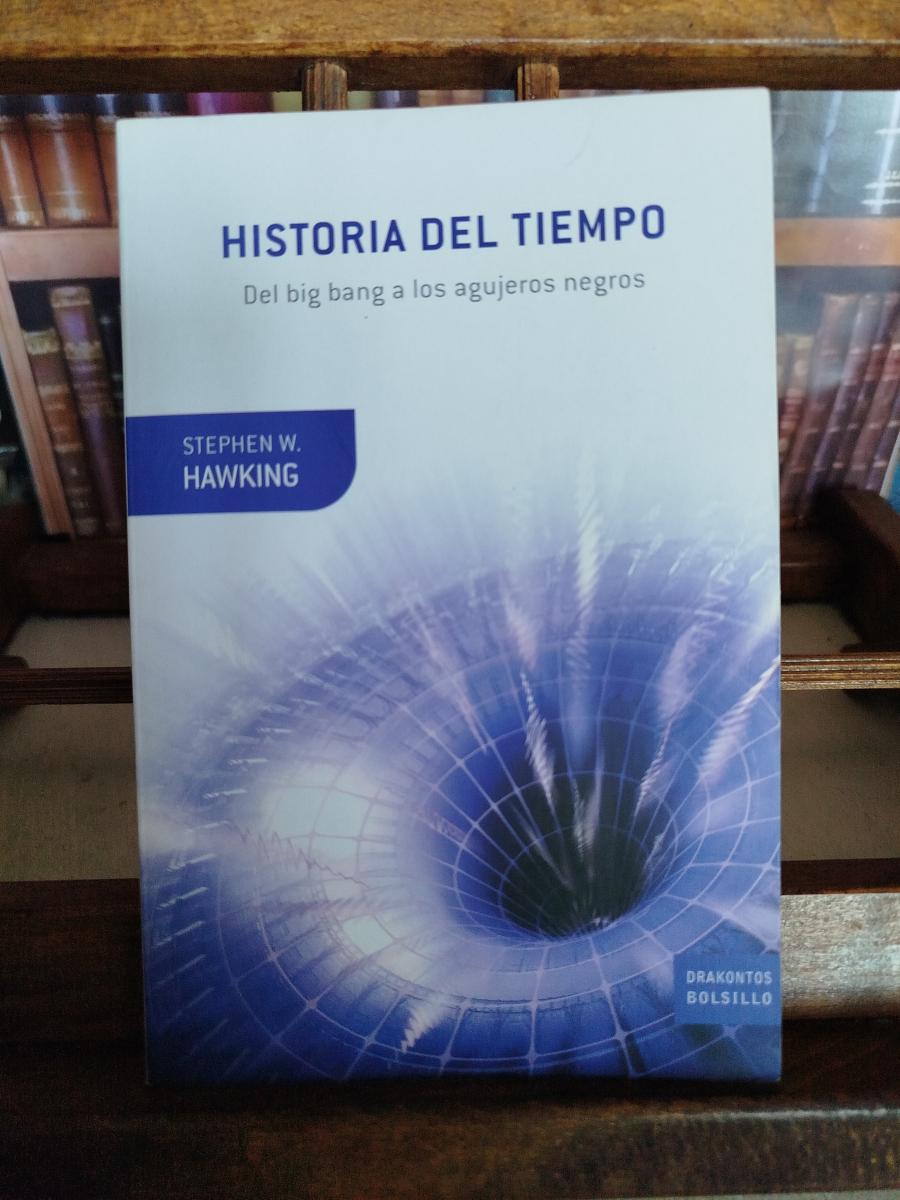 HISTORIA DEL TIEMPO
Del big bang a los agujeros negros
STEPHEN W.
HAWKING
DRAKONTOS
BOLSILLO